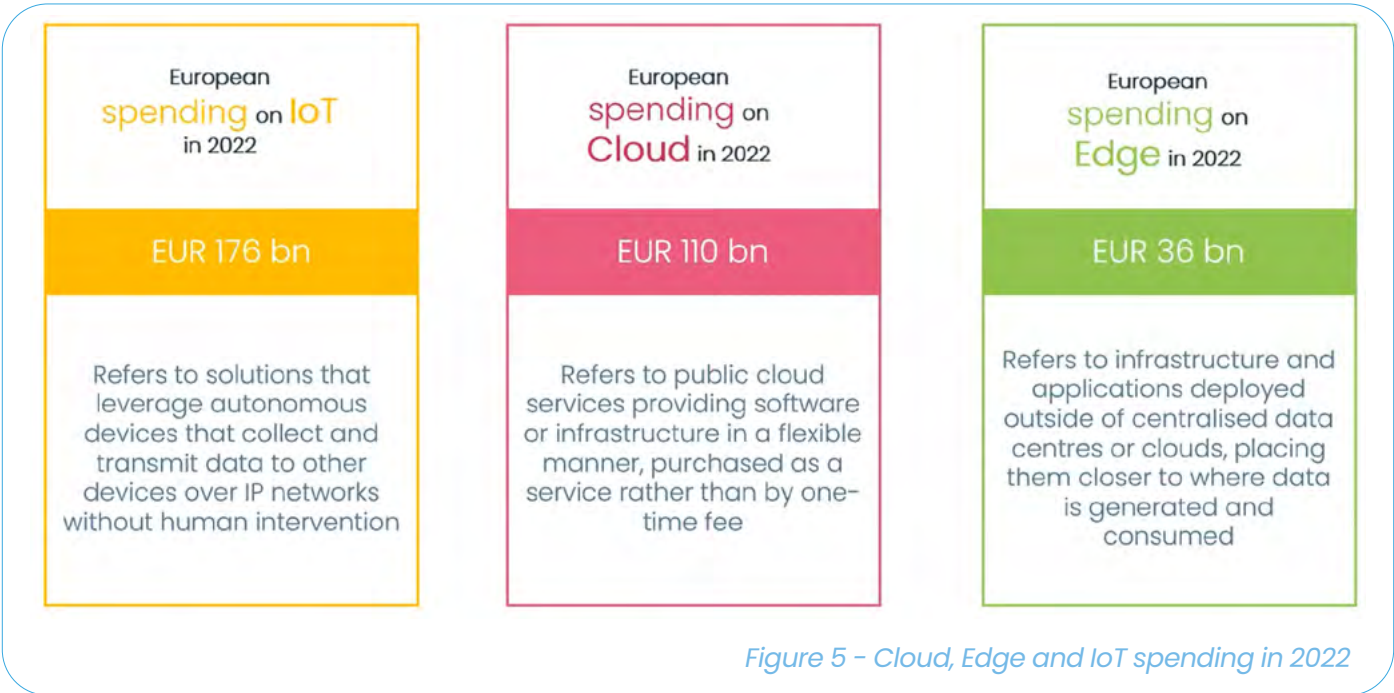 European
spending on IoT
in 2022
EUR 176 bn
Refers to solutions that
leverage autonomous
devices that collect and
transmit data to other
devices over IP networks
without human intervention
European
spending on
Cloud in 2022
EUR 110 bn
Refers to public cloud
services providing software
or infrastructure in a flexible
manner, purchased as a
service rather than by one-
time fee
European
spending on
Edge in 2022
EUR 36 bn
Refers to infrastructure and
applications deployed
outside of centralised data
centres or clouds, placing
them closer to where data
is generated and
consumed
Figure 5 - Cloud, Edge and IoT spending in 2022